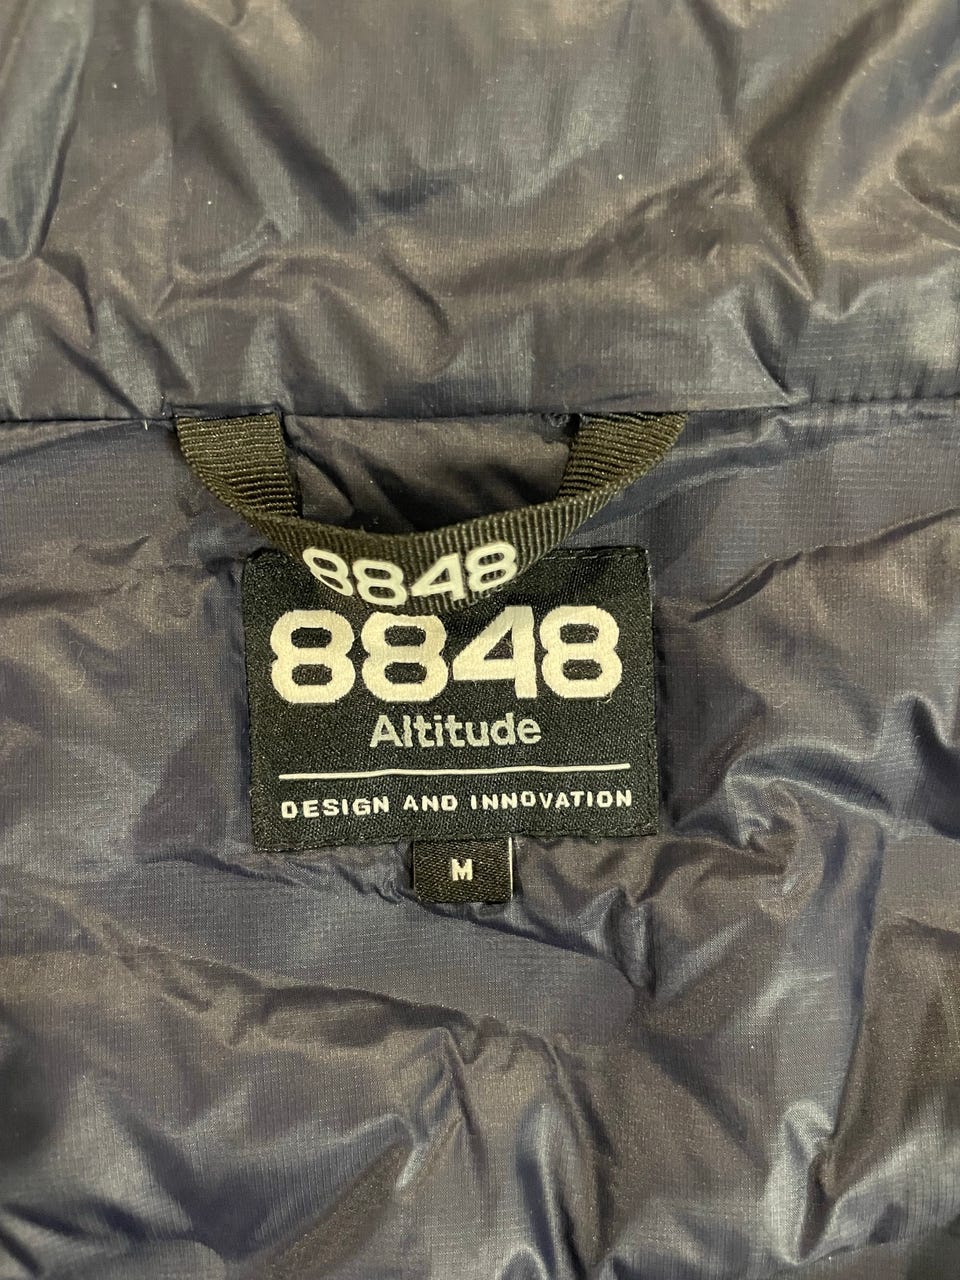 8848
8848
Altitude
DESIGN AND INNOVATION
M